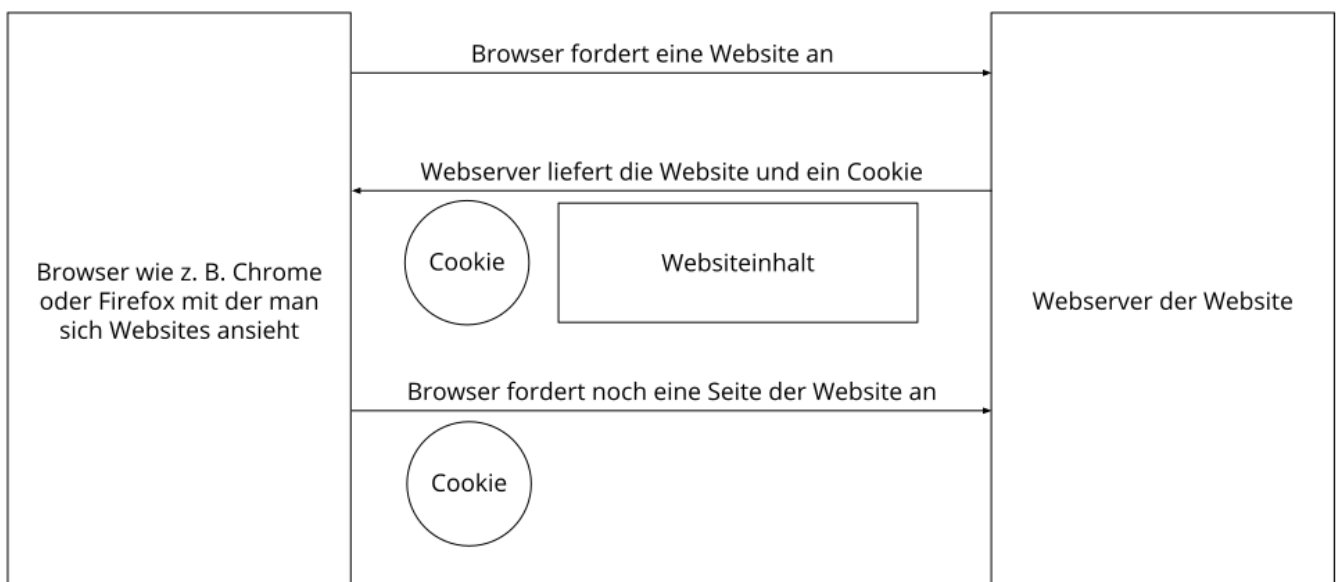 Browser fordert eine Website an
Webserver liefert die Website und ein Cookie
Cookie
Websiteinhalt
Browser wie z. B. Chrome
oder Firefox mit der man
sich Websites ansieht
Webserver der Website
Browser fordert noch eine Seite der Website an
Cookie